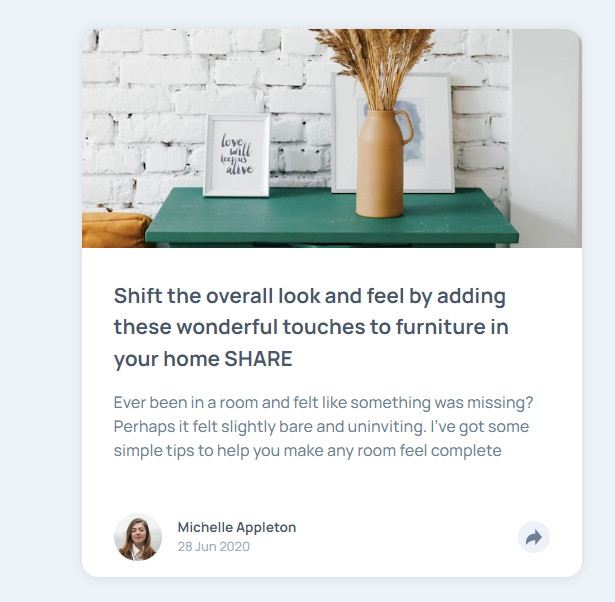 love
will
keep us
alive
Shift the overall look and feel by adding
these wonderful touches to furniture in
your home SHARE
Ever been in a room and felt like something was missing?
Perhaps it felt slightly bare and uninviting. I've got some
simple tips to help you make any room feel complete
Michelle Appleton
28 Jun 2020